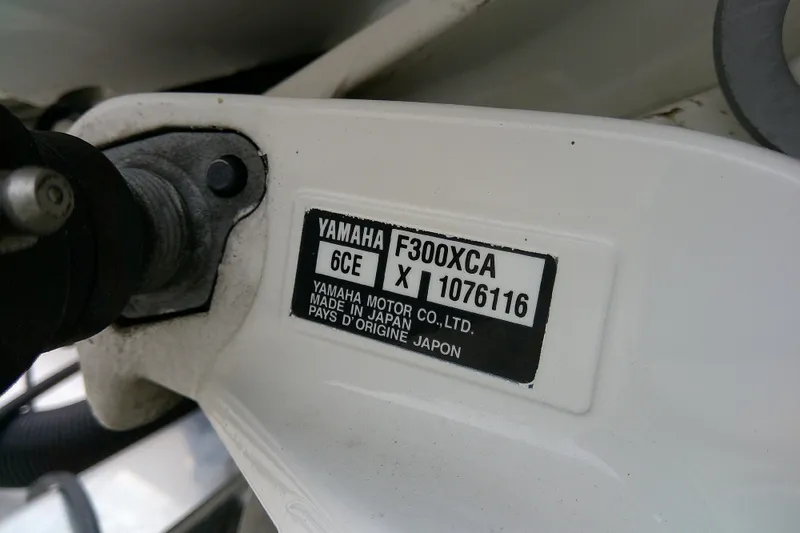 YAMAHA F300XCA
6CE X 1076116
YAMAHA MOTOR CO.,LTD.
MADE IN JAPAN
PAYS D'ORIGINE JAPON